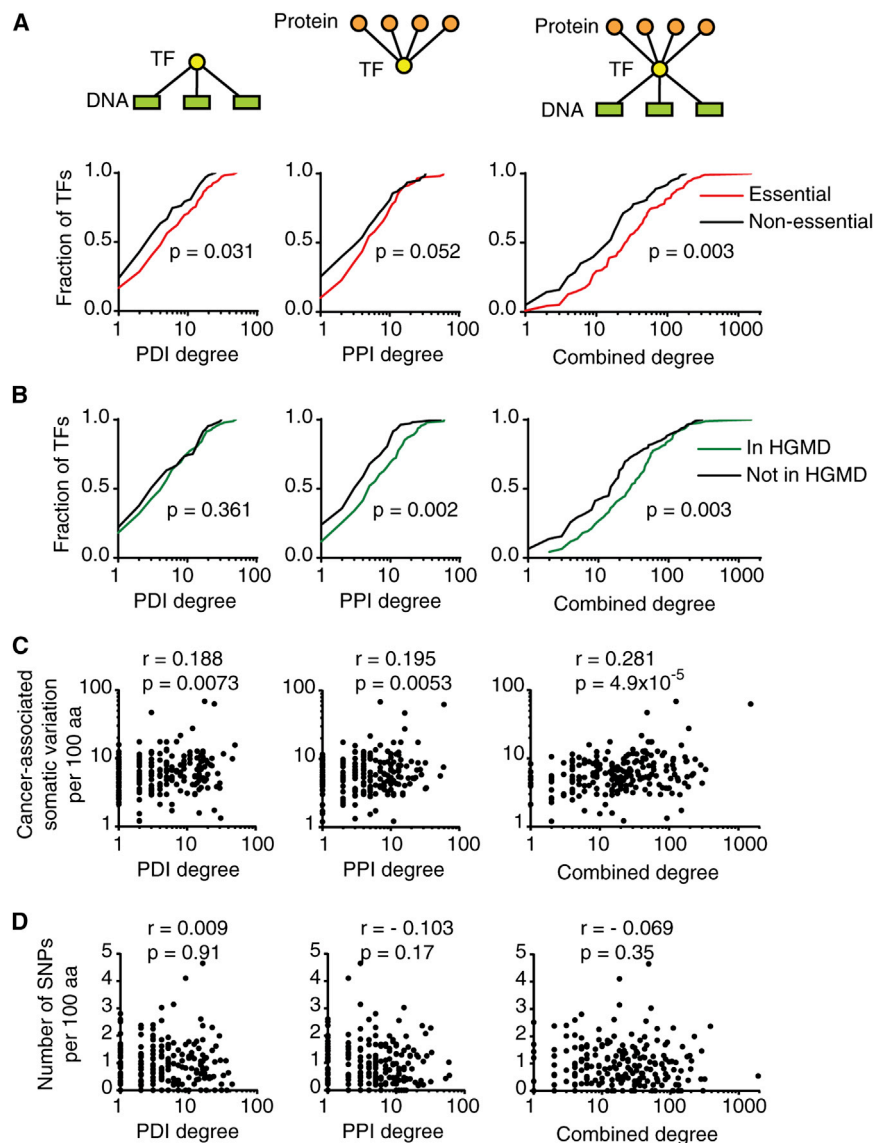 A
TF
DNA
Protein
TF
Protein
TF
DNA
Fraction of TFs
1.0
0.5
0.0
p = 0.031
1 10 100
PDI degree
1.0
0.5
0.0
p = 0.052
1 10 100
PPI degree
1.0
0.5
0.0
Essential
Non-essential
p = 0.003
1 10 100 1000
Combined degree
B
Fraction of TFs
1.0
0.5
0.0
p = 0.361
1 10 100
PDI degree
1.0
0.5
0.0
p = 0.002
1 10 100
PPI degree
1.0
0.5
0.0
In HGMD
Not in HGMD
p = 0.003
1 10 100 1000
Combined degree
C
Cancer-associated
somatic variation
per 100 aa
r = 0.188
p = 0.0073
100
10
1
1 10 100
PDI degree
r = 0.195
p = 0.0053
100
10
1
1 10 100
PPI degree
r = 0.281
p = 4.9x10⁻⁵
100
10
1
1 10 100 1000
Combined degree
D
Number of SNPs
per 100 aa
r = 0.009
p = 0.91
5
4
3
2
1
0
1 10 100
PDI degree
r = - 0.103
p = 0.17
5
4
3
2
1
0
1 10 100
PPI degree
r = - 0.069
p = 0.35
5
4
3
2
1
0
1 10 100 1000
Combined degree